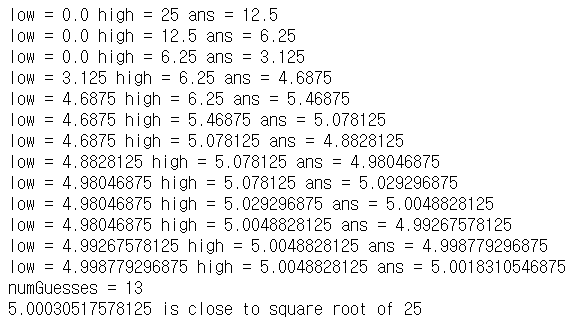 low = 0.0 high = 25 ans = 12.5
low = 0.0 high = 12.5 ans = 6.25
low = 0.0 high = 6.25 ans = 3.125
low = 3.125 high = 6.25 ans = 4.6875
low = 4.6875 high = 6.25 ans = 5.46875
low = 4.6875 high = 5.46875 ans = 5.078125
low = 4.6875 high = 5.078125 ans = 4.8828125
low = 4.8828125 high = 5.078125 ans = 4.98046875
low = 4.98046875 high = 5.078125 ans = 5.029296875
low = 4.98046875 high = 5.029296875 ans = 5.0048828125
low = 4.98046875 high = 5.0048828125 ans = 4.99267578125
low = 4.99267578125 high = 5.0048828125 ans = 4.998779296875
low = 4.998779296875 high = 5.0048828125 ans = 5.0018310546875
numGuesses = 13
5.00030517578125 is close to square root of 25